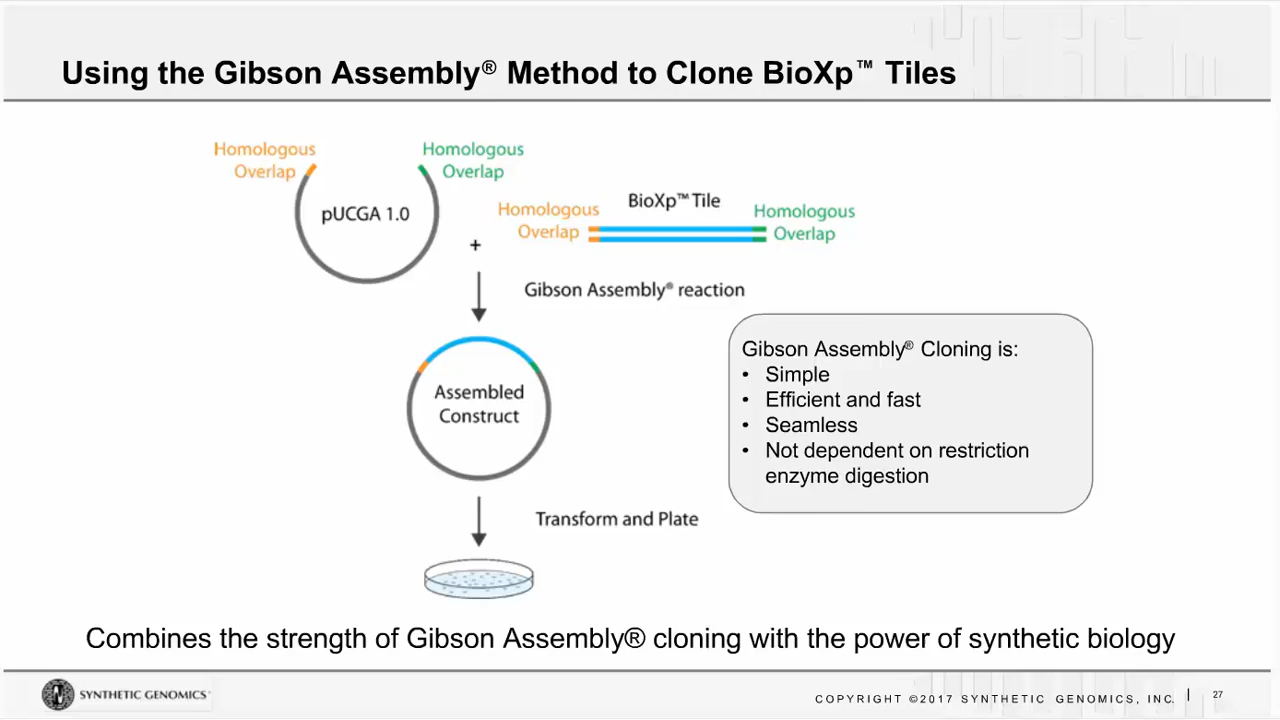 Using the Gibson Assembly® Method to Clone BioXp™ Tiles
Homologous
Overlap
Homologous
Overlap
pUCGA 1.0
BioXp™ Tile
Homologous
Overlap
Homologous
Overlap
+
Gibson Assembly® reaction
Assembled
Construct
Gibson Assembly® Cloning is:
• Simple
• Efficient and fast
• Seamless
• Not dependent on restriction
enzyme digestion
Transform and Plate
Combines the strength of Gibson Assembly® cloning with the power of synthetic biology
SYNTHETIC GENOMICS
COPYRIGHT ©2017 SYNTHETIC GENOMICS, INC. | 27